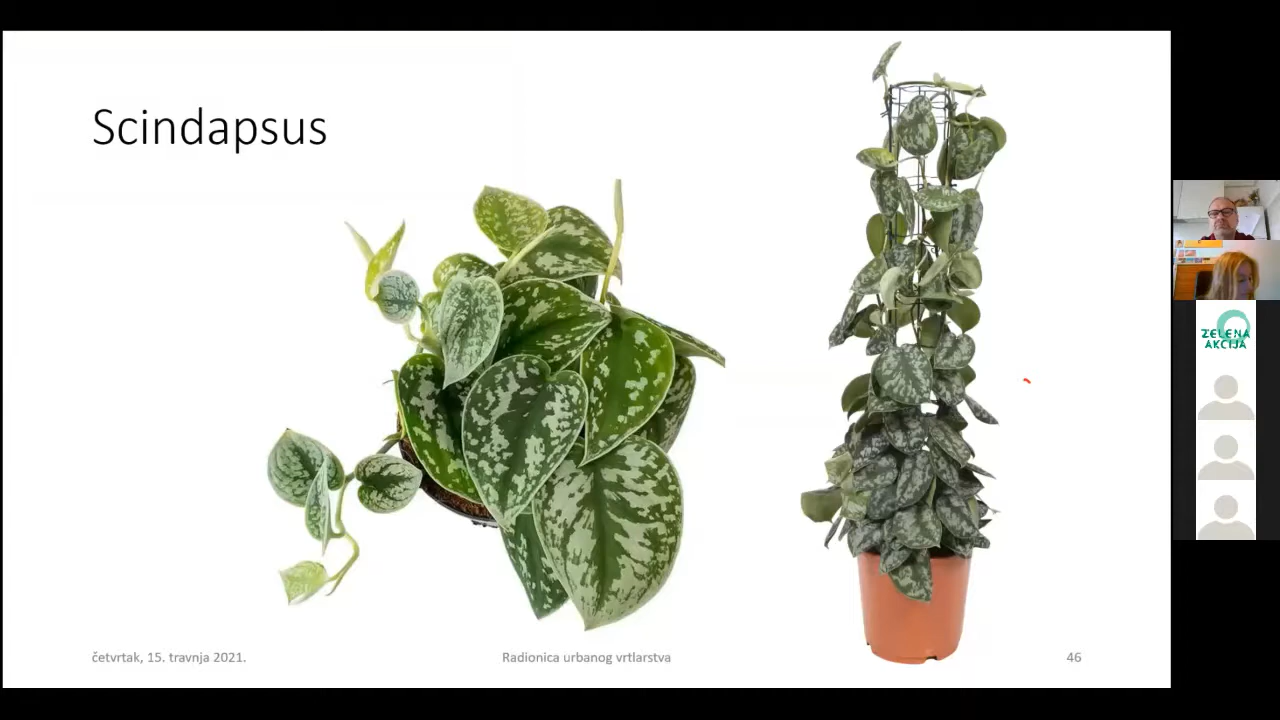 Scindapsus
četvrtak, 15. travnja 2021.
Radionica urbanog vrtlarstva
46
ZELENA
AKCIJA